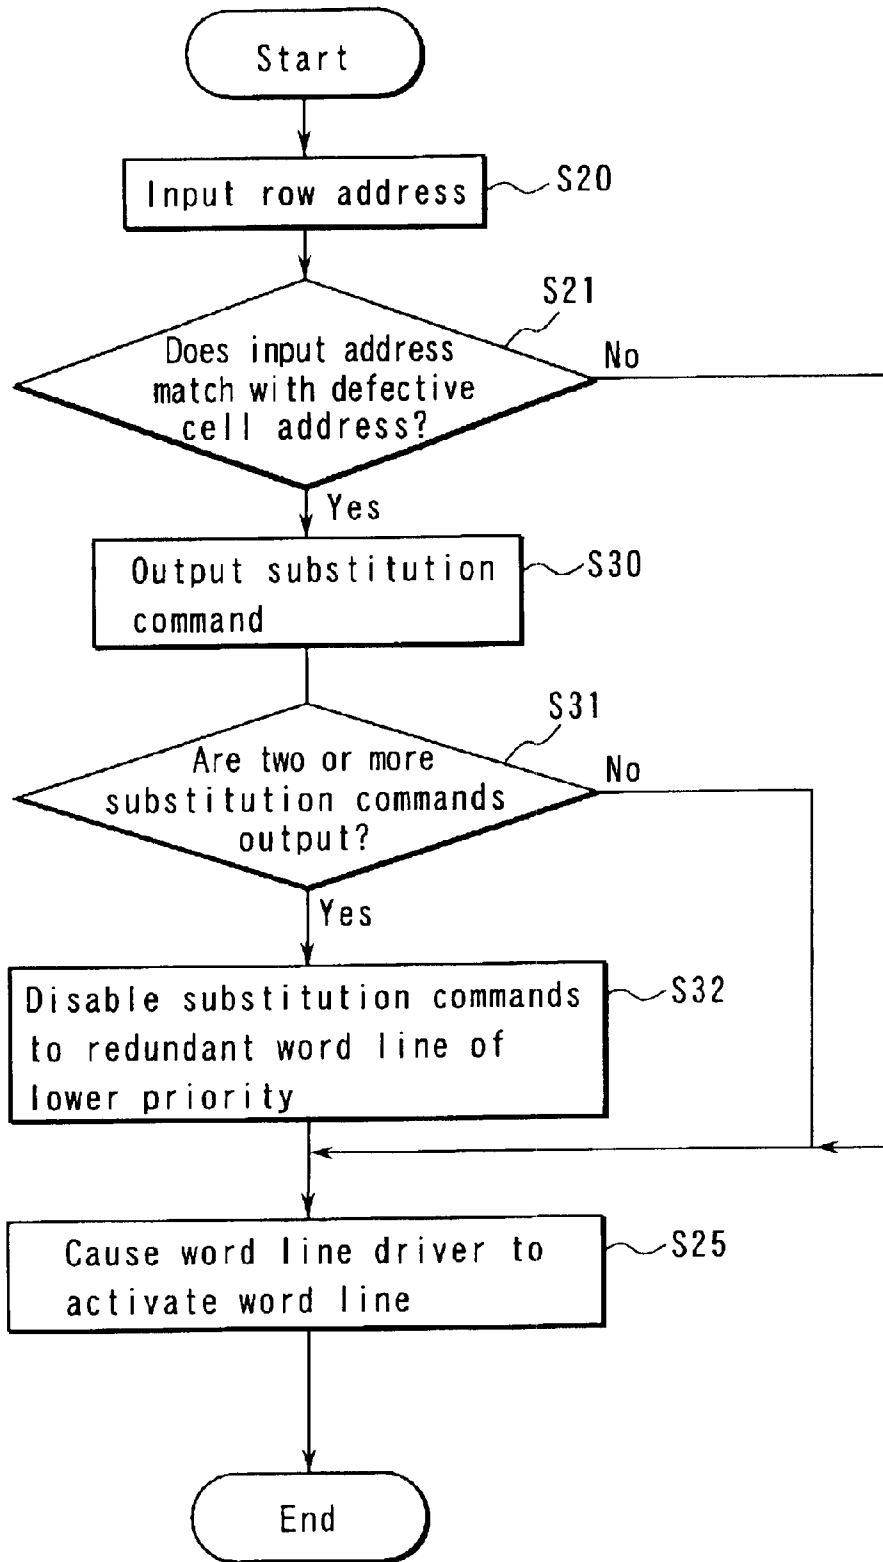 Start
Input row address
S20
S21
Does input address
match with defective
cell address?
No
Yes
Output substitution
command
S30
S31
Are two or more
substitution commands
output?
No
Yes
Disable substitution commands
to redundant word line of
lower priority
S32
Cause word line driver to
activate word line
S25
End